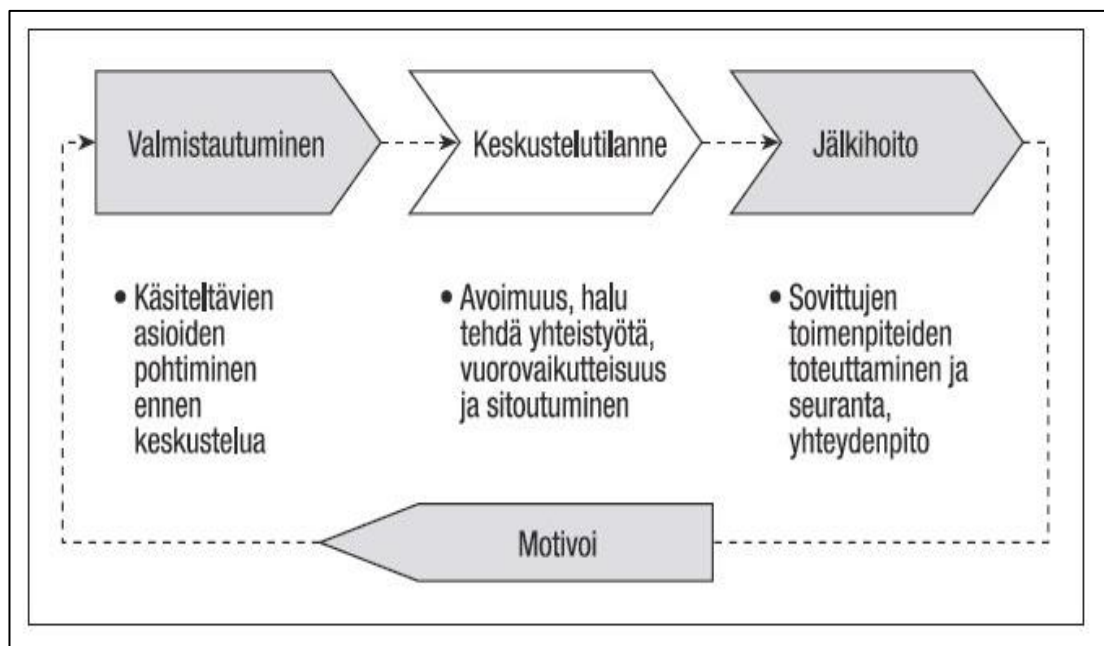 Valmistautuminen
Keskustelutilanne
Jälkihoito
• Käsiteltävien
asioiden
pohtiminen
ennen
keskustelua
• Avoimuus, halu
tehdä yhteistyötä,
vuorovaikutteisuus
ja sitoutuminen
• Sovittujen
toimenpiteiden
toteuttaminen ja
seuranta,
yhteydenpito
Motivoi